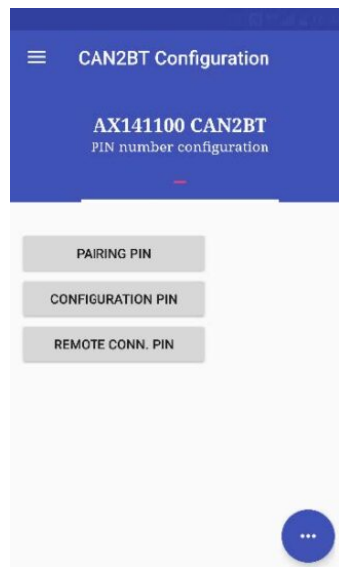 CAN2BT Configuration
AX141100 CAN2BT
PIN number configuration
PAIRING PIN
CONFIGURATION PIN
REMOTE CONN. PIN